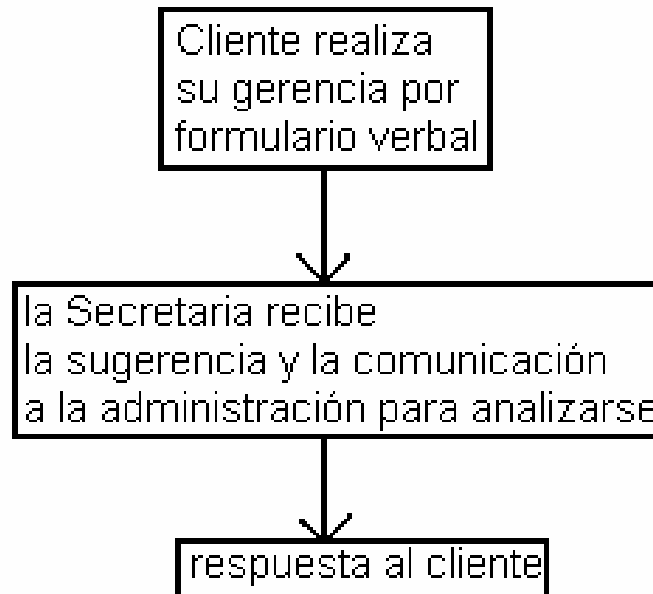 Cliente realiza
su gerencia por
formulario verbal
la Secretaria recibe
la sugerencia y la comunicación
a la administración para analizarse
respuesta al cliente